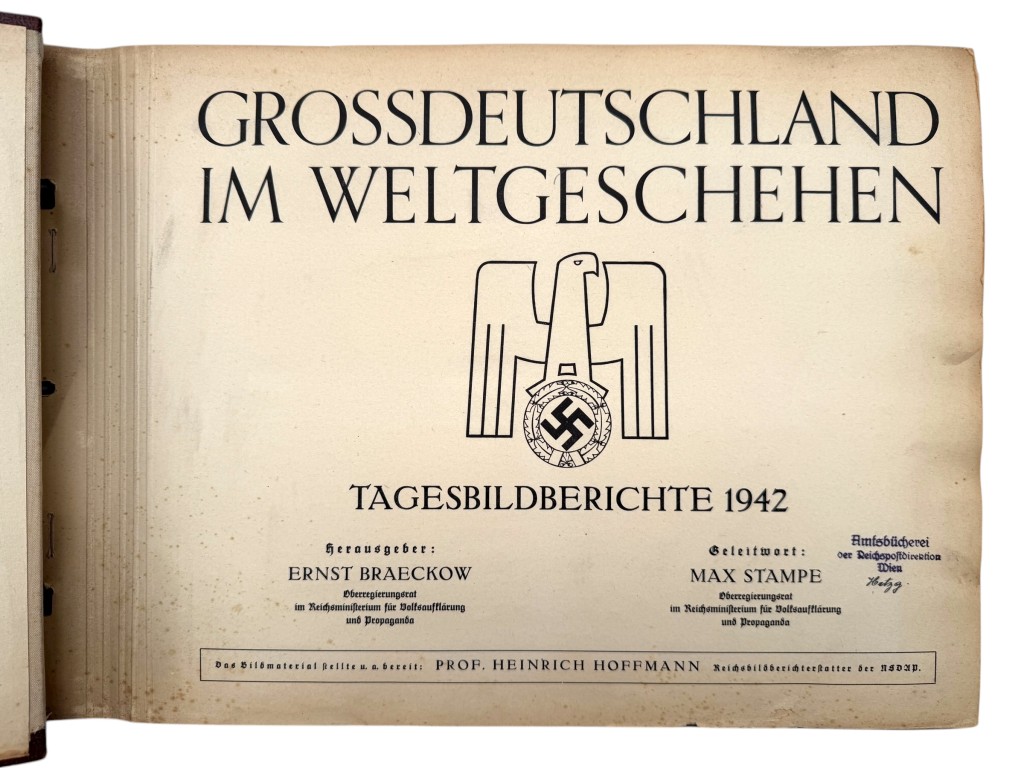 GROSSDEUTSCHLAND
IM WELTGESCHEHEN
TAGESBILDBERICHTE 1942
Herausgeber:
ERNST BRAECKOW
Oberregierungsrat
im Reichsministerium für Volksaufklärung
und Propaganda
Geleitwort:
MAX STAMPE
Oberregierungsrat
im Reichsministerium für Volksaufklärung
und Propaganda
Amtsbücherei
der Reichspostdirektion
Wien
Das Bildmaterial stellte u. a. bereit: PROF. HEINRICH HOFFMANN Reichsbildberichterstatter der NSDAP.